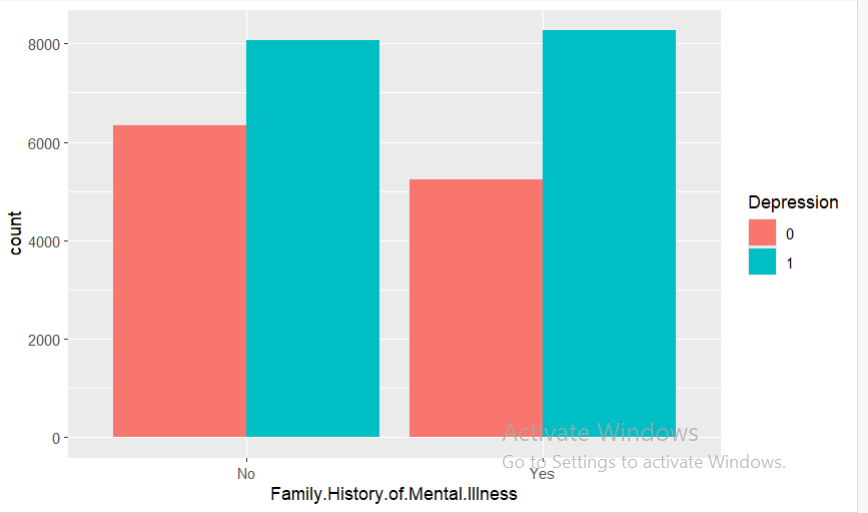 8000
6000
4000
2000
0
count
No
Yes
Family.History.of.Mental.Illness
Depression
0
1
Activate Windows
Go to Settings to activate Windows.